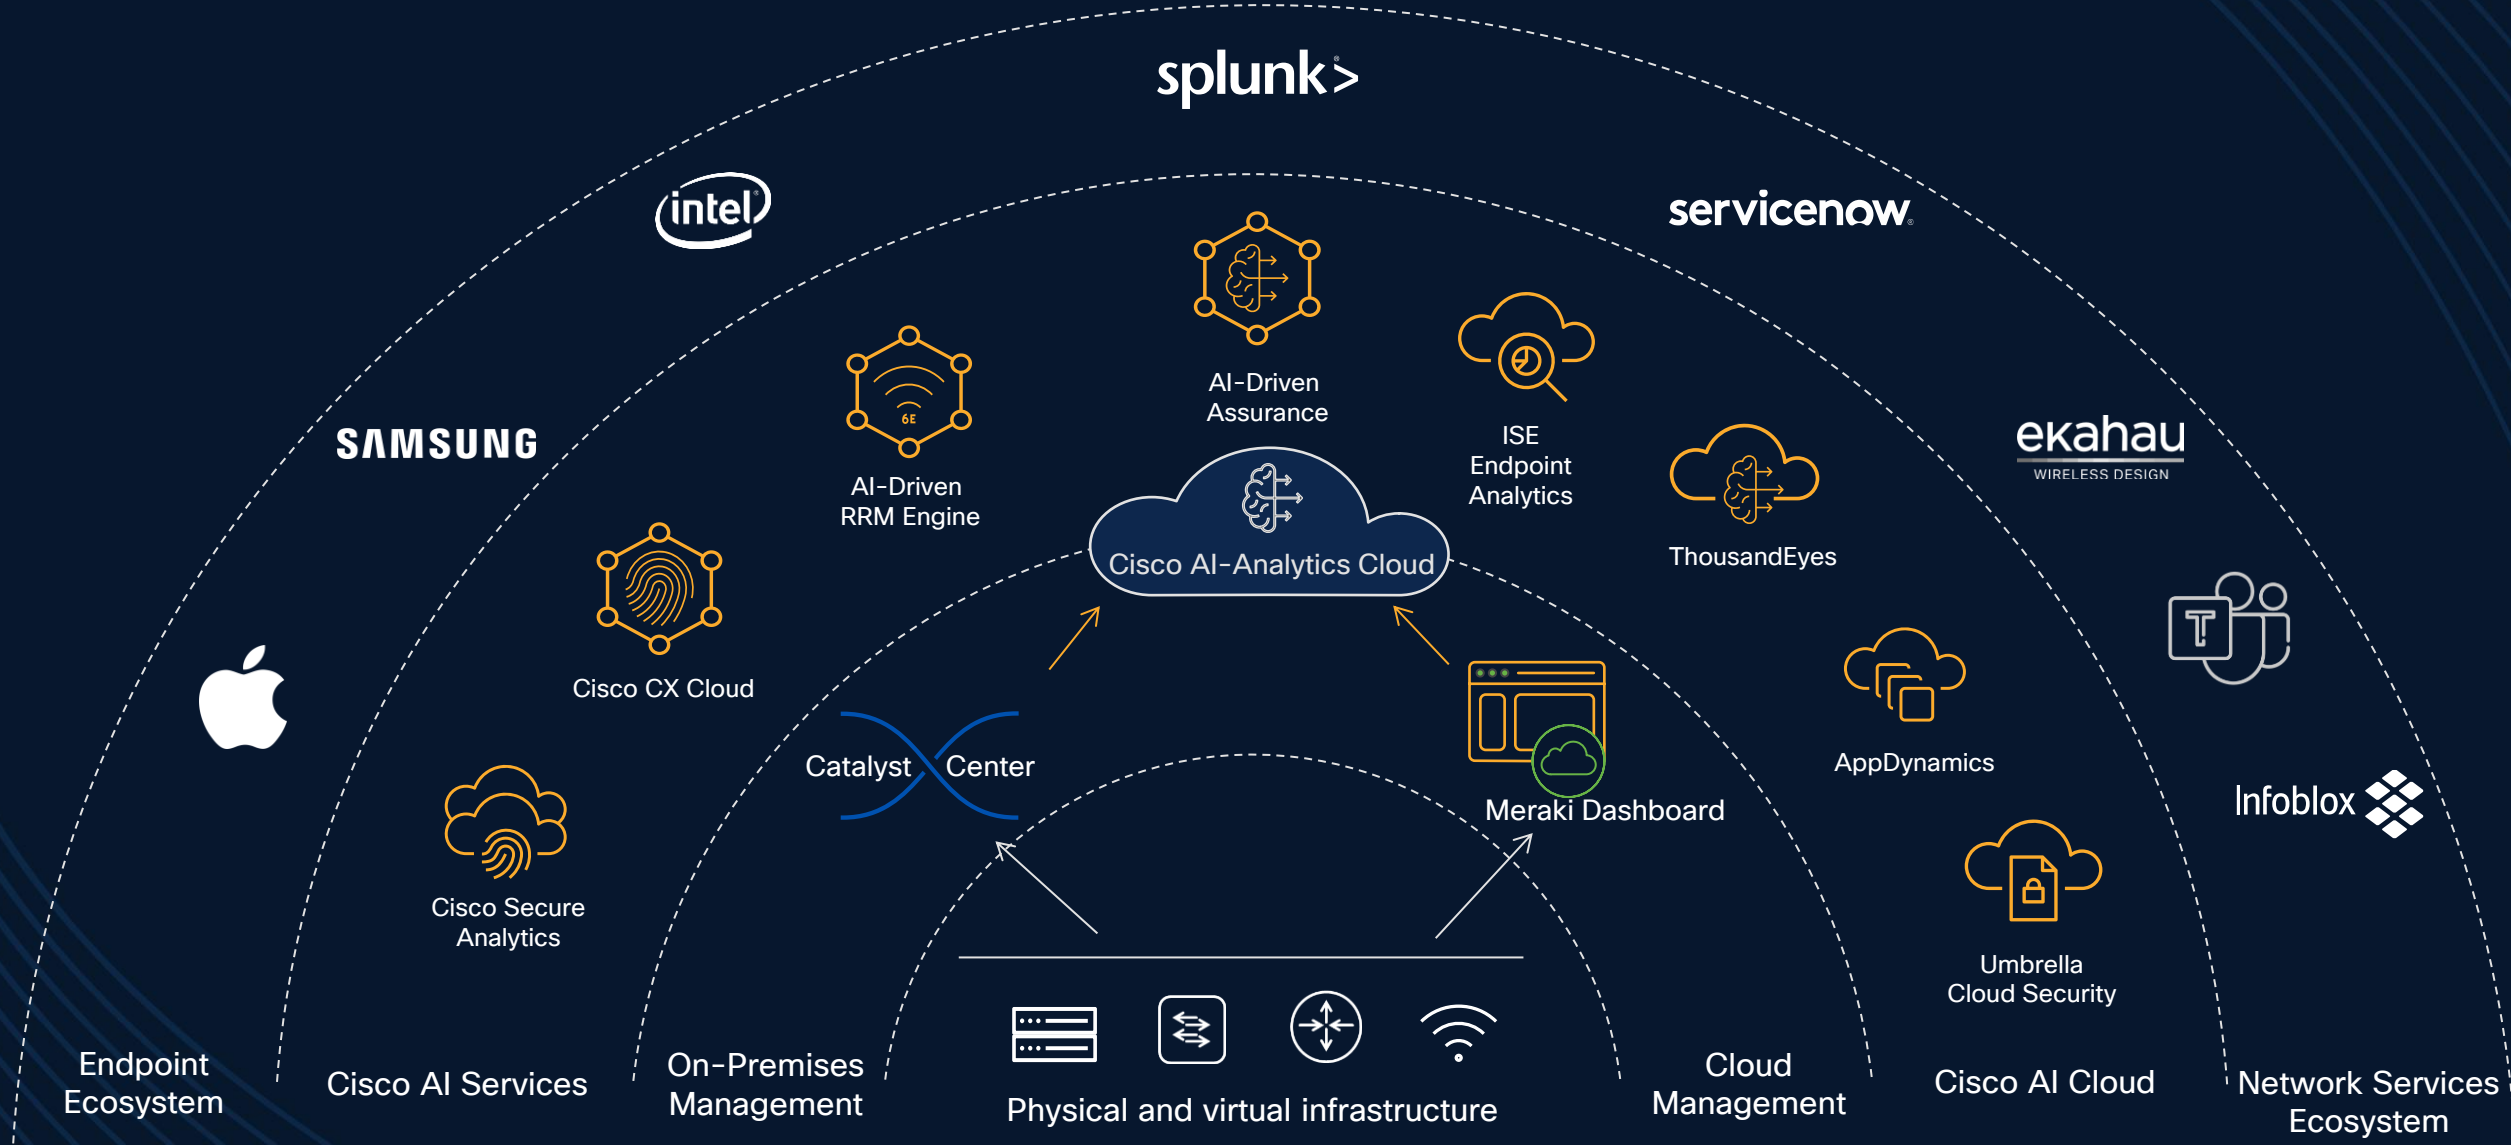 splunk>
intel
servicenow
SAMSUNG
ekahau
WIRELESS DESIGN
AI-Driven
Assurance
6E
AI-Driven
RRM Engine
ISE
Endpoint
Analytics
ThousandEyes
Cisco AI-Analytics Cloud
Cisco CX Cloud
T
Catalyst Center
Meraki Dashboard
AppDynamics
Infoblox
Cisco Secure
Analytics
Umbrella
Cloud Security
Endpoint
Ecosystem
Cisco AI Services
On-Premises
Management
Physical and virtual infrastructure
Cloud
Management
Cisco AI Cloud
Network Services
Ecosystem